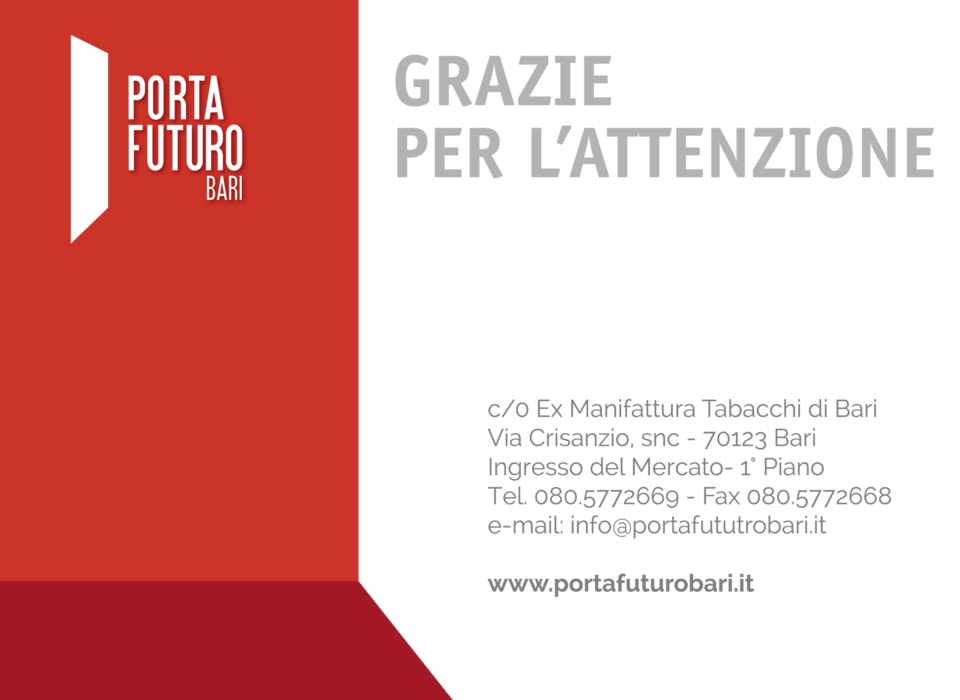 PORTA
FUTURO
BARI
GRAZIE
PER L'ATTENZIONE
c/o Ex Manifattura Tabacchi di Bari
Via Crisanzio, snc - 70123 Bari
Ingresso del Mercato- 1° Piano
Tel. 080.5772669 - Fax 080.5772668
e-mail: info@portafututrobari.it
www.portafuturobari.it